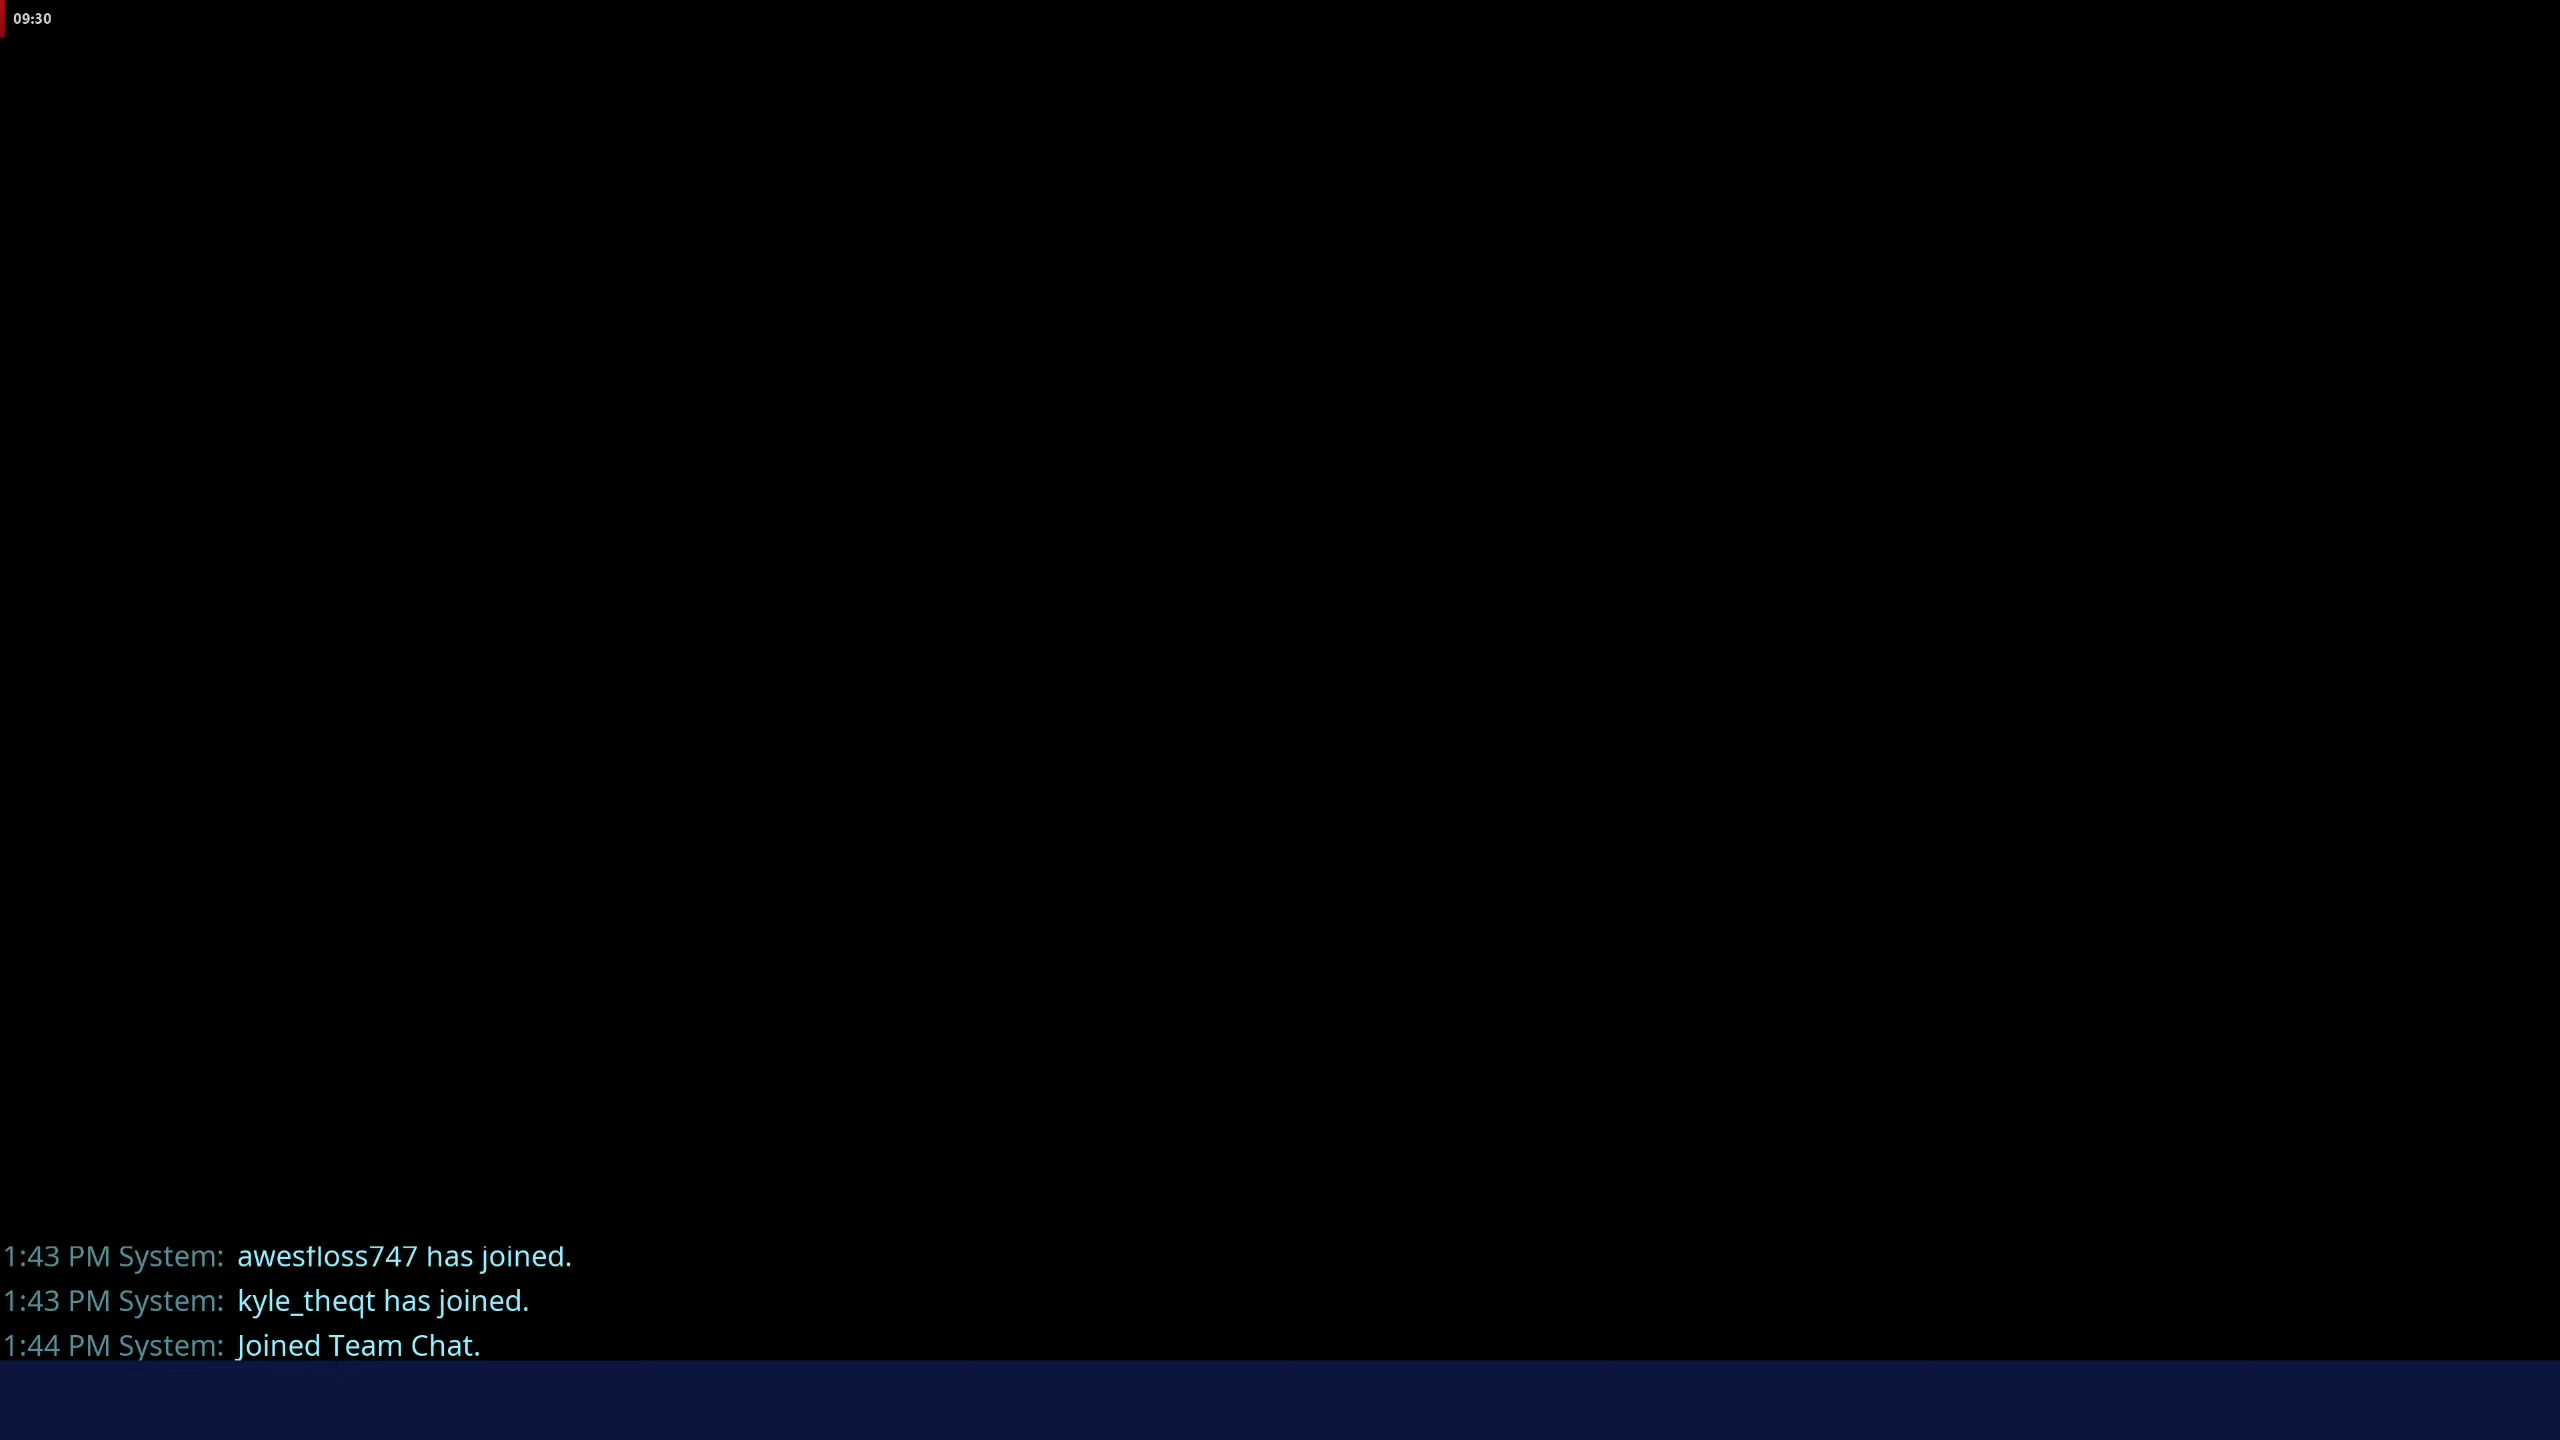 09:30
1:43 PM System: awesfloss747 has joined.
1:43 PM System: kyle_theqt has joined.
1:44 PM System: Joined Team Chat.